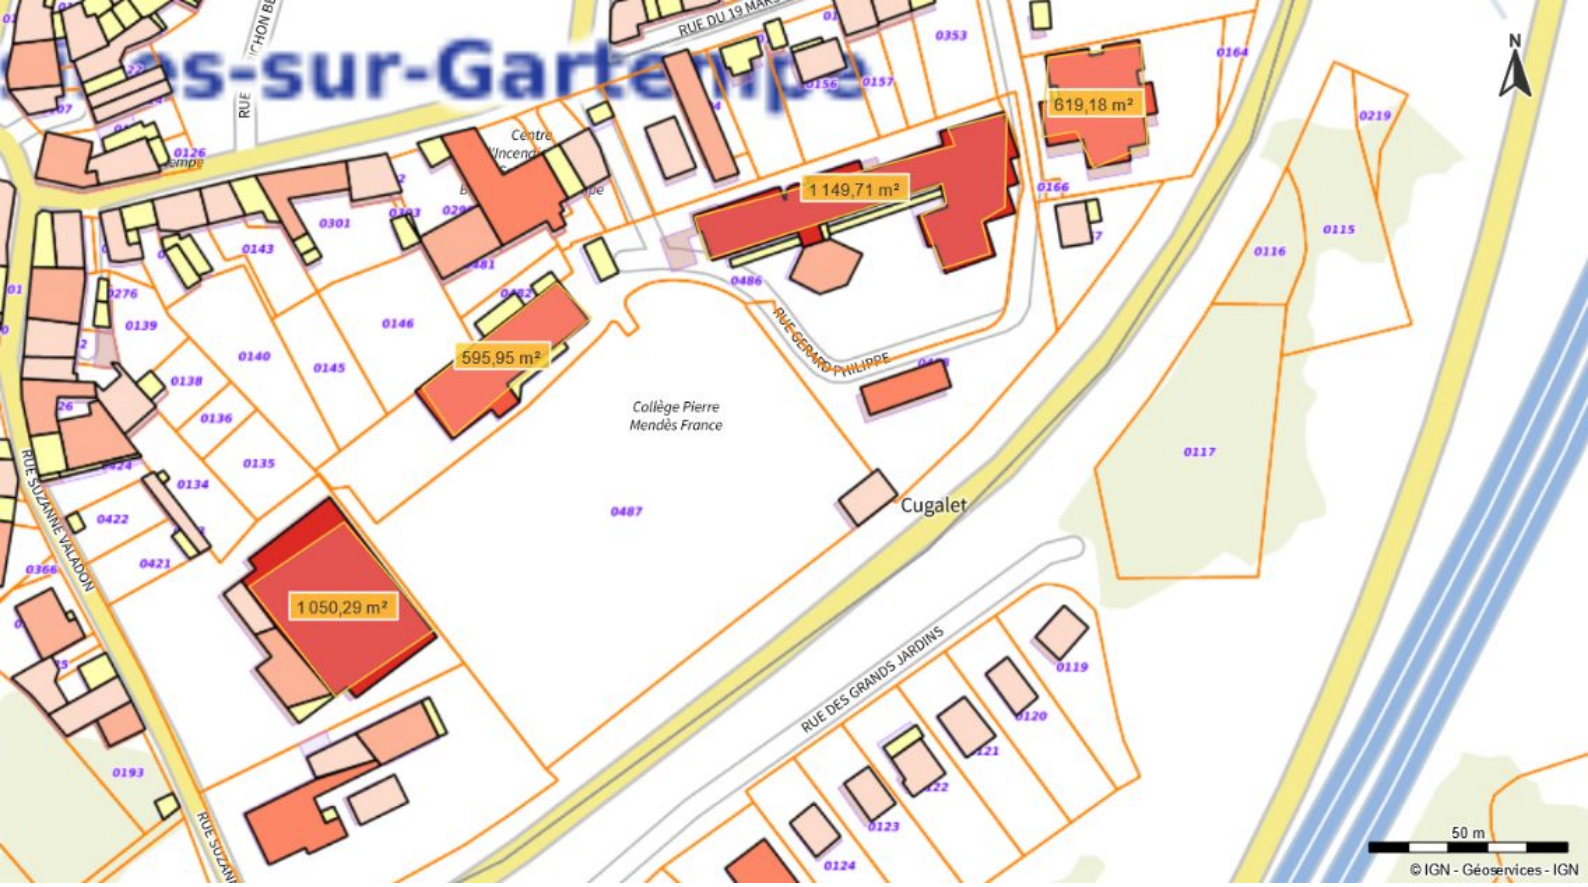 RUE DU 19 MARS
0353
0164
N
es-sur-Gartempe
RUE
0156
0157
619,18 m²
0219
0126
Centre
1 149,71 m²
0166
0301
0143
0481
0486
0115
0116
0276
0139
0146
0140
0145
595,95 m²
RUE GERARD PHILIPPE
0138
0136
0135
Collège Pierre
Mendès France
0134
0117
0422
0487
Cugalet
0421
0366
RUE SUZANNE VALADON
1 050,29 m²
RUE DES GRANDS JARDINS
0119
0120
0193
0123
0124
50 m
© IGN - Géoservices - IGN